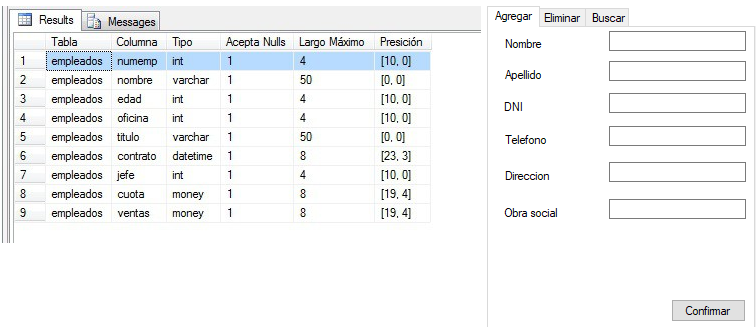 Results Messages
Tabla Columna Tipo Acepta Nulls Largo Máximo Presición
1 empleados numemp int 1 4 [10, 0]
2 empleados nombre varchar 1 50 [0, 0]
3 empleados edad int 1 4 [10, 0]
4 empleados oficina int 1 4 [10, 0]
5 empleados titulo varchar 1 50 [0, 0]
6 empleados contrato datetime 1 8 [23, 3]
7 empleados jefe int 1 4 [10, 0]
8 empleados cuota money 1 8 [19, 4]
9 empleados ventas money 1 8 [19, 4]
Agregar Eliminar Buscar
Nombre
Apellido
DNI
Telefono
Direccion
Obra social
Confirmar